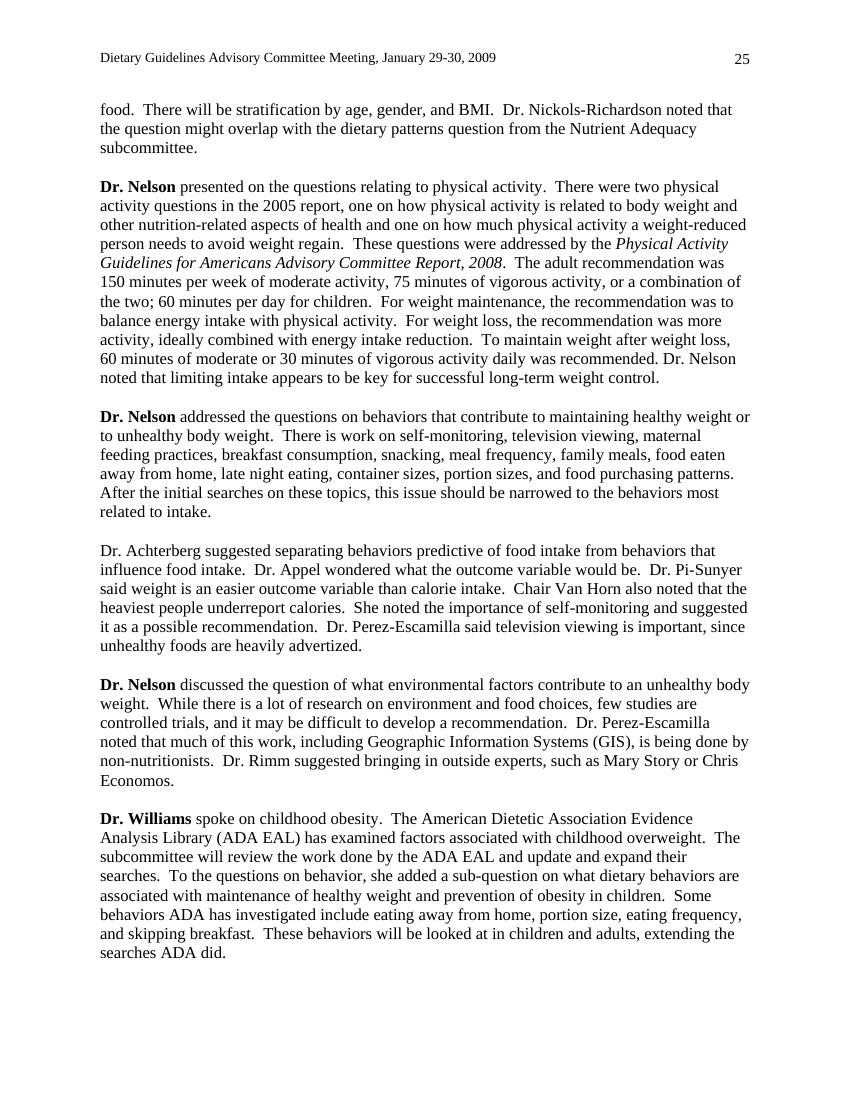 Dietary Guidelines Advisory Committee Meeting, January 29-30, 2009 25
food. There will be stratification by age, gender, and BMI. Dr. Nickols-Richardson noted that
the question might overlap with the dietary patterns question from the Nutrient Adequacy
subcommittee.
Dr. Nelson presented on the questions relating to physical activity. There were two physical
activity questions in the 2005 report, one on how physical activity is related to body weight and
other nutrition-related aspects of health and one on how much physical activity a weight-reduced
person needs to avoid weight regain. These questions were addressed by the Physical Activity
Guidelines for Americans Advisory Committee Report, 2008. The adult recommendation was
150 minutes per week of moderate activity, 75 minutes of vigorous activity, or a combination of
the two; 60 minutes per day for children. For weight maintenance, the recommendation was to
balance energy intake with physical activity. For weight loss, the recommendation was more
activity, ideally combined with energy intake reduction. To maintain weight after weight loss,
60 minutes of moderate or 30 minutes of vigorous activity daily was recommended. Dr. Nelson
noted that limiting intake appears to be key for successful long-term weight control.
Dr. Nelson addressed the questions on behaviors that contribute to maintaining healthy weight or
to unhealthy body weight. There is work on self-monitoring, television viewing, maternal
feeding practices, breakfast consumption, snacking, meal frequency, family meals, food eaten
away from home, late night eating, container sizes, portion sizes, and food purchasing patterns.
After the initial searches on these topics, this issue should be narrowed to the behaviors most
related to intake.
Dr. Achterberg suggested separating behaviors predictive of food intake from behaviors that
influence food intake. Dr. Appel wondered what the outcome variable would be. Dr. Pi-Sunyer
said weight is an easier outcome variable than calorie intake. Chair Van Horn also noted that the
heaviest people underreport calories. She noted the importance of self-monitoring and suggested
it as a possible recommendation. Dr. Perez-Escamilla said television viewing is important, since
unhealthy foods are heavily advertized.
Dr. Nelson discussed the question of what environmental factors contribute to an unhealthy body
weight. While there is a lot of research on environment and food choices, few studies are
controlled trials, and it may be difficult to develop a recommendation. Dr. Perez-Escamilla
noted that much of this work, including Geographic Information Systems (GIS), is being done by
non-nutritionists. Dr. Rimm suggested bringing in outside experts, such as Mary Story or Chris
Economos.
Dr. Williams spoke on childhood obesity. The American Dietetic Association Evidence
Analysis Library (ADA EAL) has examined factors associated with childhood overweight. The
subcommittee will review the work done by the ADA EAL and update and expand their
searches. To the questions on behavior, she added a sub-question on what dietary behaviors are
associated with maintenance of healthy weight and prevention of obesity in children. Some
behaviors ADA has investigated include eating away from home, portion size, eating frequency,
and skipping breakfast. These behaviors will be looked at in children and adults, extending the
searches ADA did.